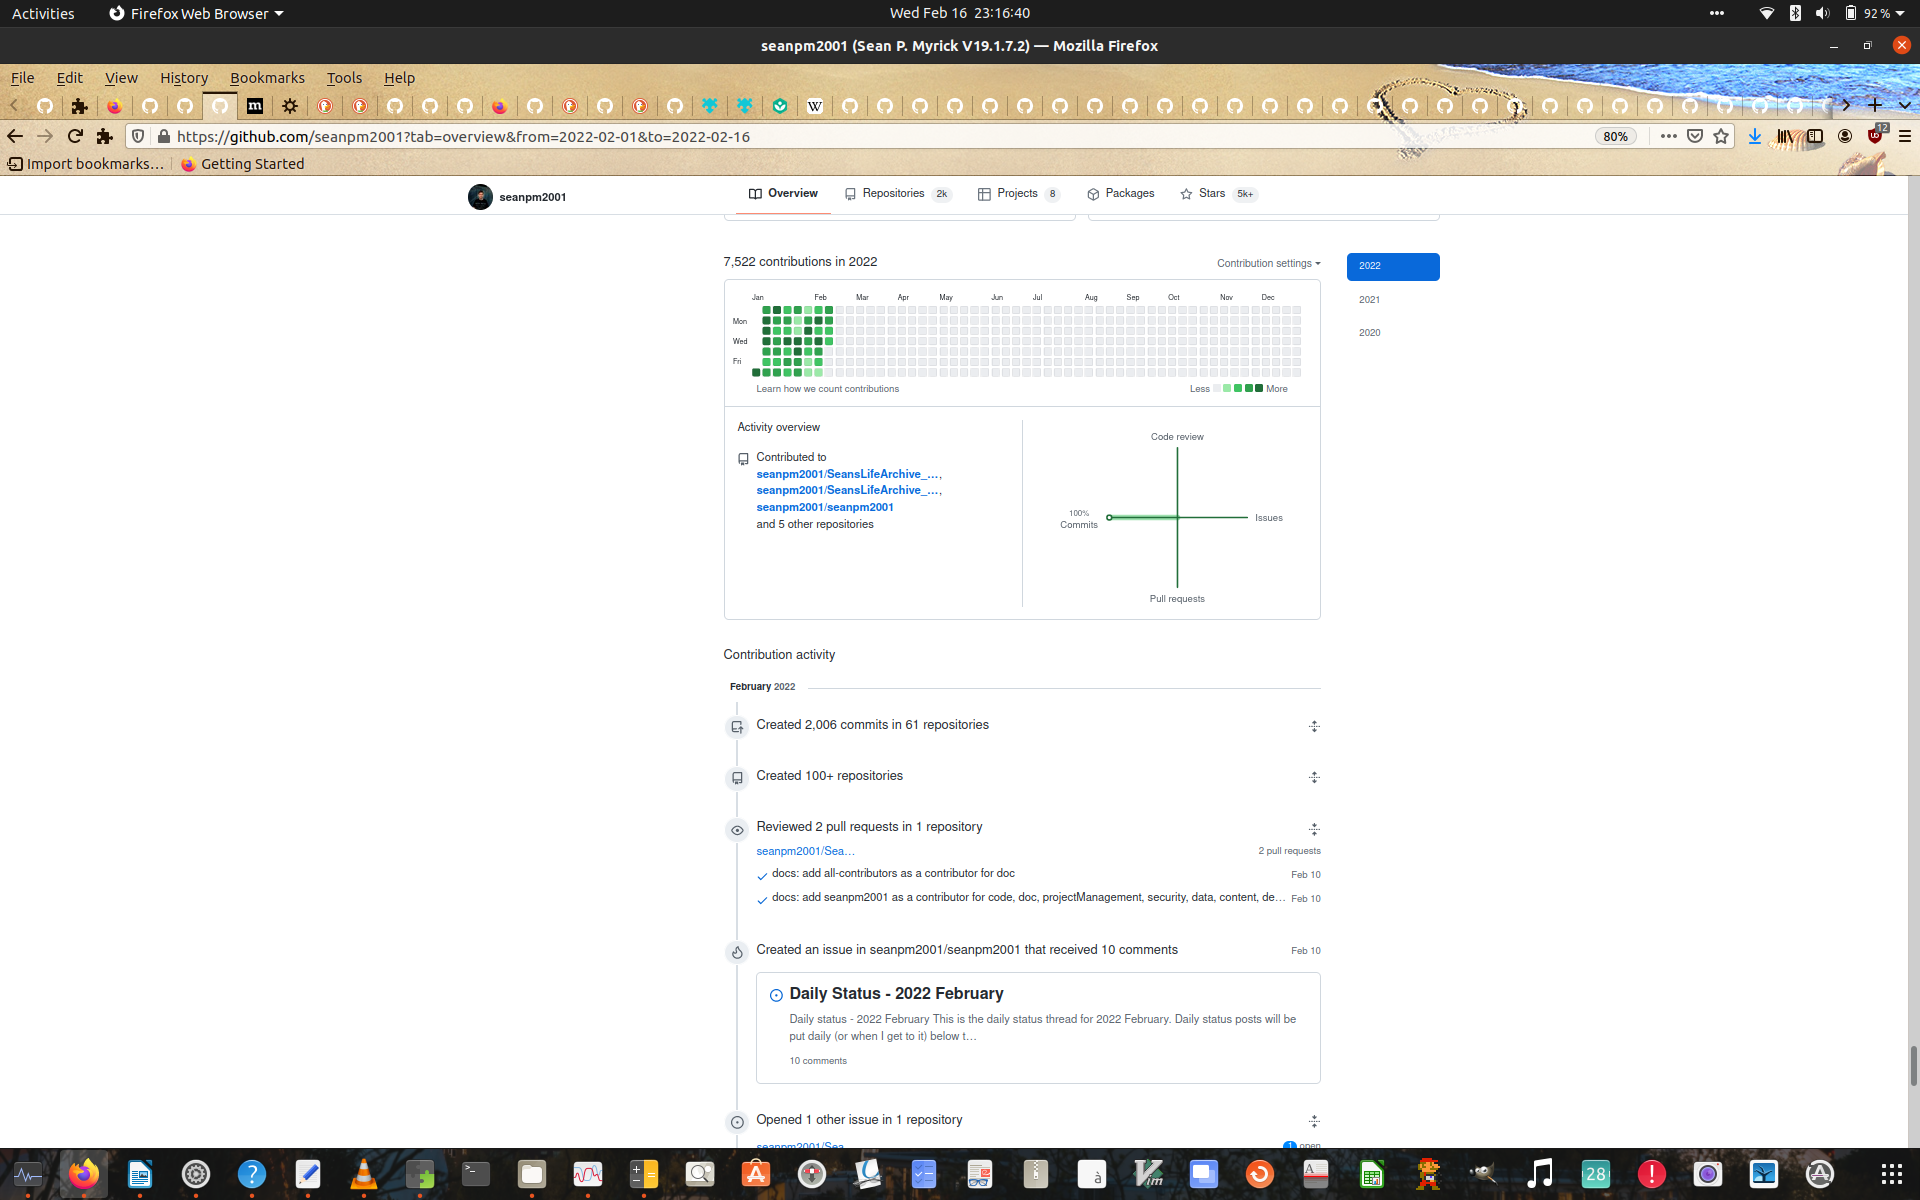 Activities
Firefox Web Browser
Wed Feb 16 23:16:40
92 %
seanpm2001 (Sean P. Myrick V19.1.7.2) — Mozilla Firefox
File Edit View History Bookmarks Tools Help
https://github.com/seanpm2001?tab=overview&from=2022-02-01&to=2022-02-16
80%
12
Import bookmarks…
Getting Started
seanpm2001
Overview
Repositories 2k
Projects 8
Packages
Stars 5k+
7,522 contributions in 2022
Contribution settings
2022
2021
2020
Jan Feb Mar Apr May Jun Jul Aug Sep Oct Nov Dec
Mon
Wed
Fri
Learn how we count contributions
Less More
Activity overview
Contributed to
seanpm2001/SeansLifeArchive_…,
seanpm2001/SeansLifeArchive_…,
seanpm2001/seanpm2001
and 5 other repositories
Code review
100%
Commits
Issues
Pull requests
Contribution activity
February 2022
Created 2,006 commits in 61 repositories
Created 100+ repositories
Reviewed 2 pull requests in 1 repository
seanpm2001/Sea…
2 pull requests
docs: add all-contributors as a contributor for doc
Feb 10
docs: add seanpm2001 as a contributor for code, doc, projectManagement, security, data, content, de…
Feb 10
Created an issue in seanpm2001/seanpm2001 that received 10 comments
Feb 10
Daily Status - 2022 February
Daily status - 2022 February This is the daily status thread for 2022 February. Daily status posts will be
put daily (or when I get to it) below t…
10 comments
Opened 1 other issue in 1 repository
seanpm2001/Sea
1 open
28